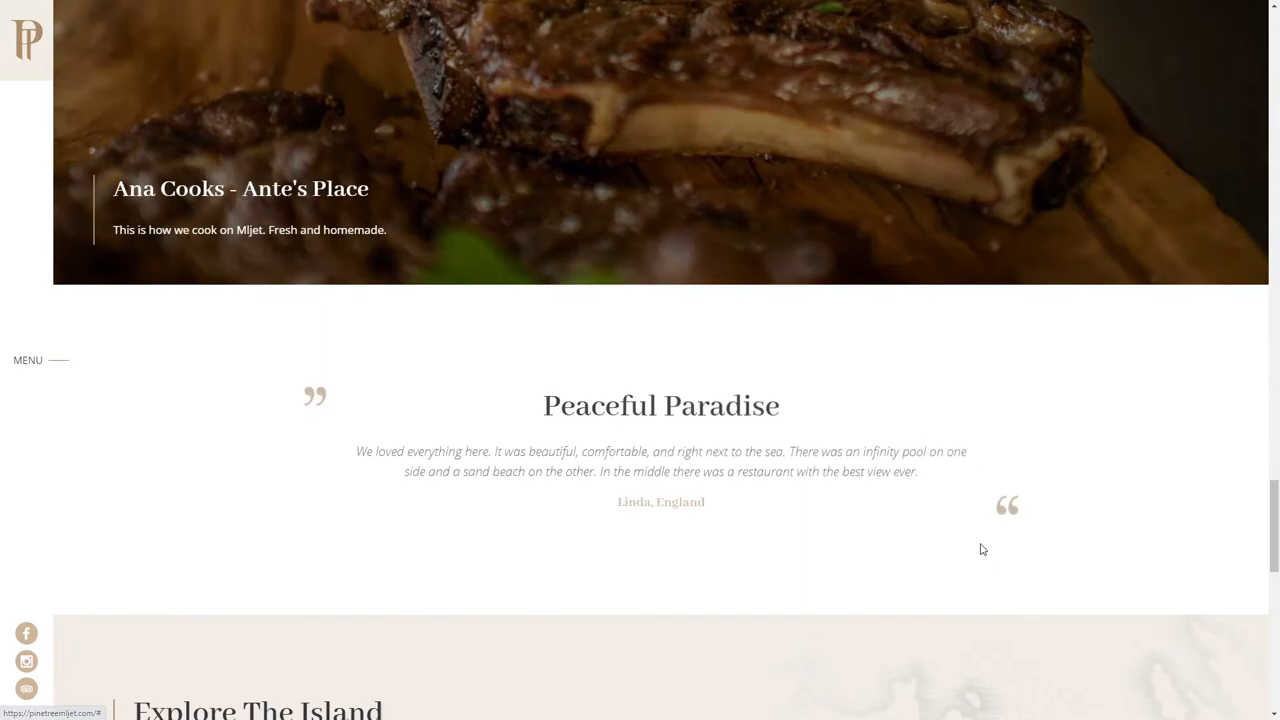 Ana Cooks - Ante's Place
This is how we cook on Mljet. Fresh and homemade.
MENU
Peaceful Paradise
We loved everything here. It was beautiful, comfortable, and right next to the sea. There was an infinity pool on one
side and a sand beach on the other. In the middle there was a restaurant with the best view ever.
Linda, England
Explore The Island
https://pinetreemljet.com/#